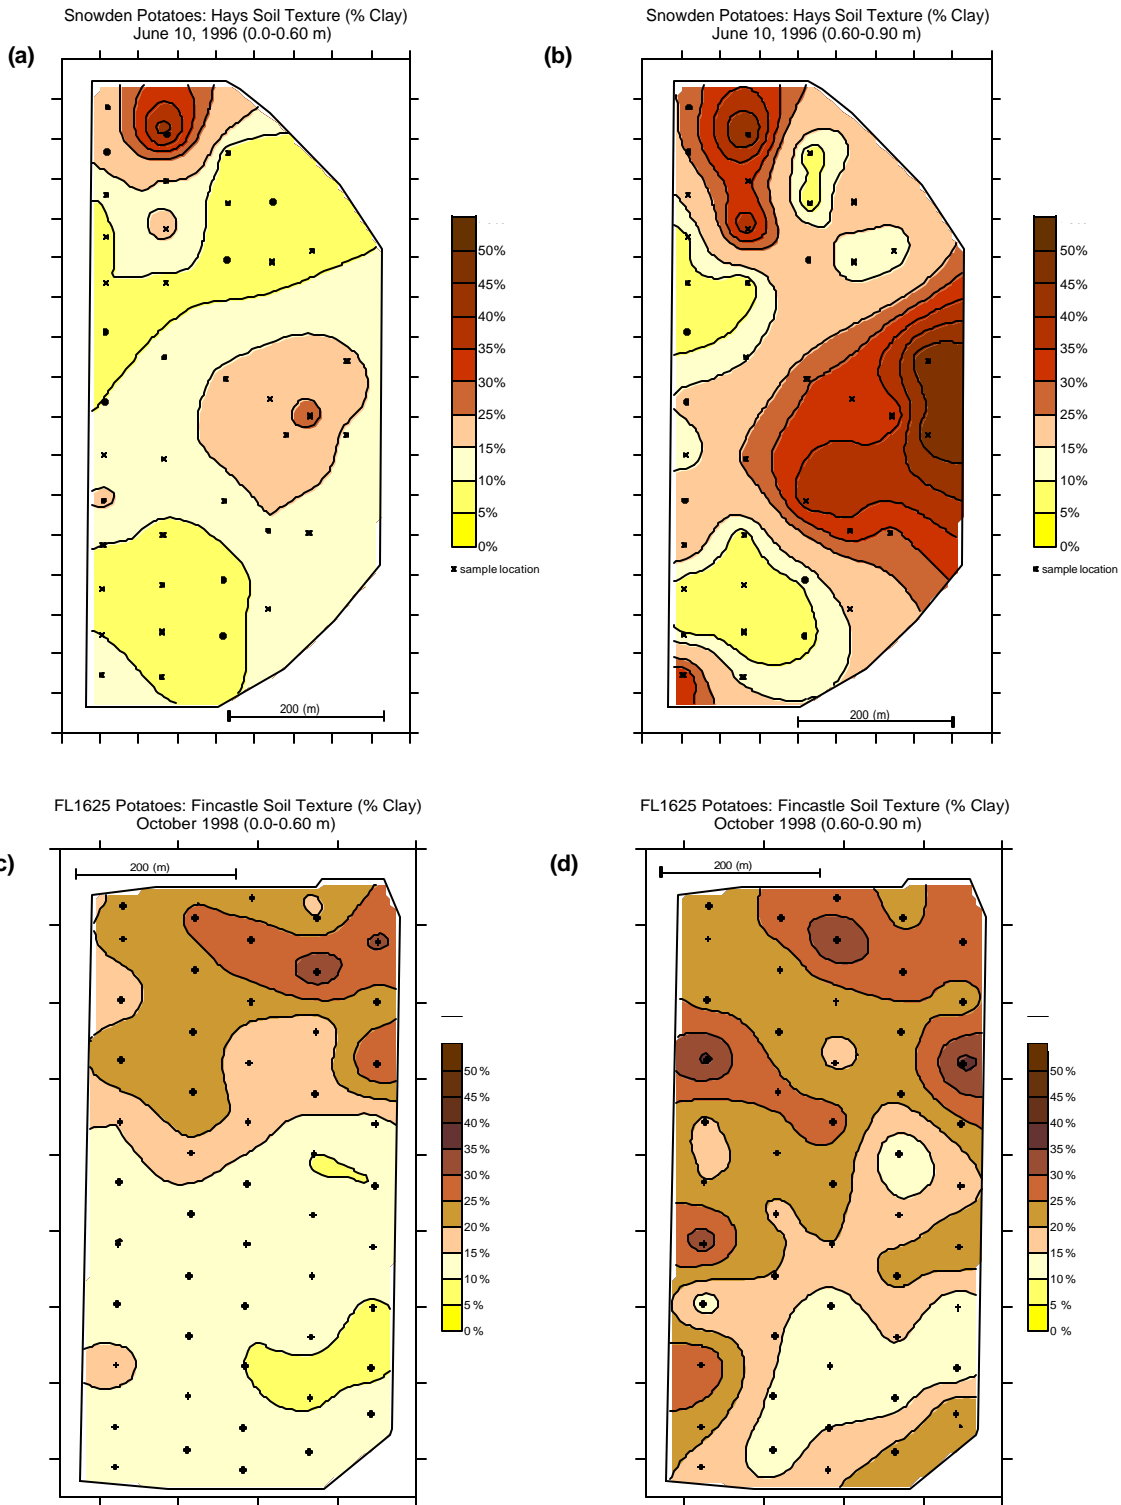 Snowden Potatoes: Hays Soil Texture (% Clay)
June 10, 1996 (0.0-0.60 m)
(a)
50%
45%
40%
35%
30%
25%
15%
10%
5%
0%
sample location
200 (m)
Snowden Potatoes: Hays Soil Texture (% Clay)
June 10, 1996 (0.60-0.90 m)
(b)
50%
45%
40%
35%
30%
25%
15%
10%
5%
0%
sample location
200 (m)
FL1625 Potatoes: Fincastle Soil Texture (% Clay)
October 1998 (0.0-0.60 m)
c)
200 (m)
50%
45%
40%
35%
30%
25%
20%
15%
10%
5%
0%
FL1625 Potatoes: Fincastle Soil Texture (% Clay)
October 1998 (0.60-0.90 m)
(d)
200 (m)
50%
45%
40%
35%
30%
25%
20%
15%
10%
5%
0%